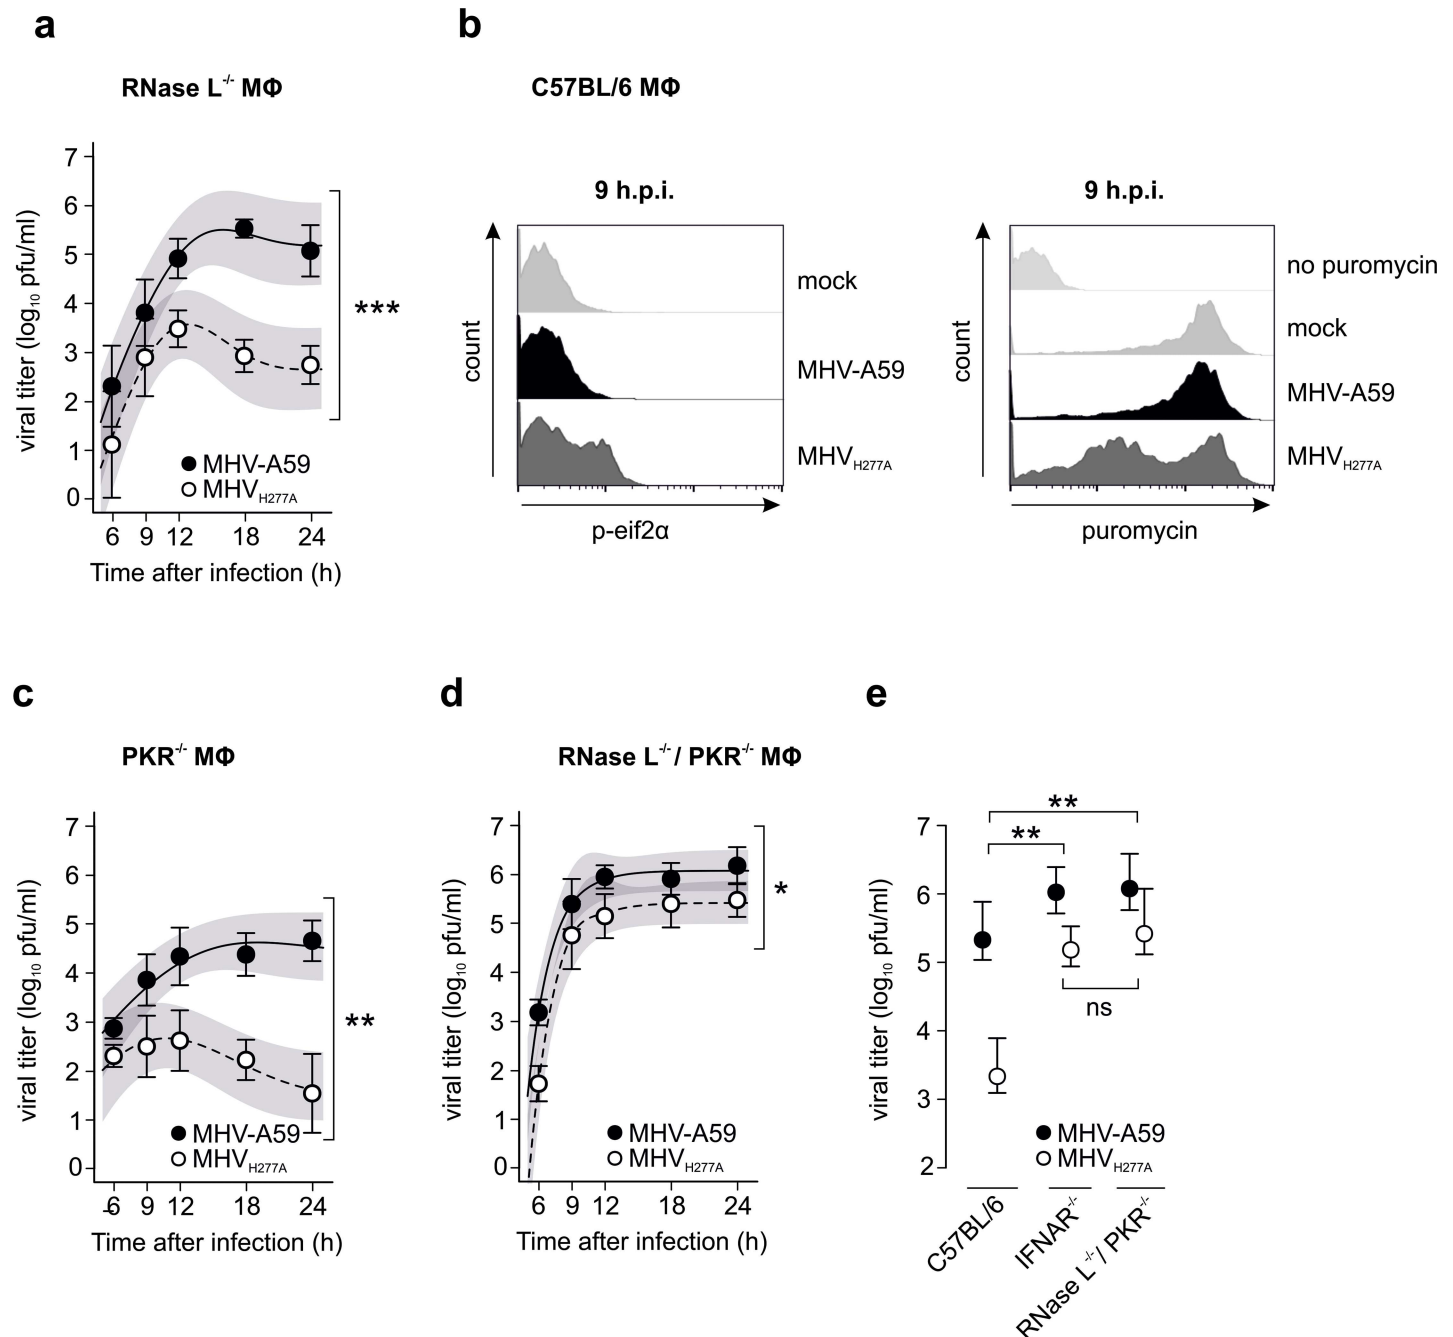 a
RNase L-/- MΦ
7
6
5
4
3
2
1
0
viral titer (log10 pfu/ml)
***
MHV-A59
MHVH277A
6 9 12 18 24
Time after infection (h)
b
C57BL/6 MΦ
9 h.p.i.
count
mock
MHV-A59
MHVH277A
p-eif2α
9 h.p.i.
count
no puromycin
mock
MHV-A59
MHVH277A
puromycin
c
PKR-/- MΦ
7
6
5
4
3
2
1
0
viral titer (log10 pfu/ml)
**
MHV-A59
MHVH277A
6 9 12 18 24
Time after infection (h)
d
RNase L-/-/ PKR-/- MΦ
7
6
5
4
3
2
1
0
viral titer (log10 pfu/ml)
*
MHV-A59
MHVH277A
6 9 12 18 24
Time after infection (h)
e
**
**
7
6
5
4
3
2
viral titer (log10 pfu/ml)
ns
MHV-A59
MHVH277A
C57BL/6
IFNAR-/-
RNase L-/-/ PKR-/-